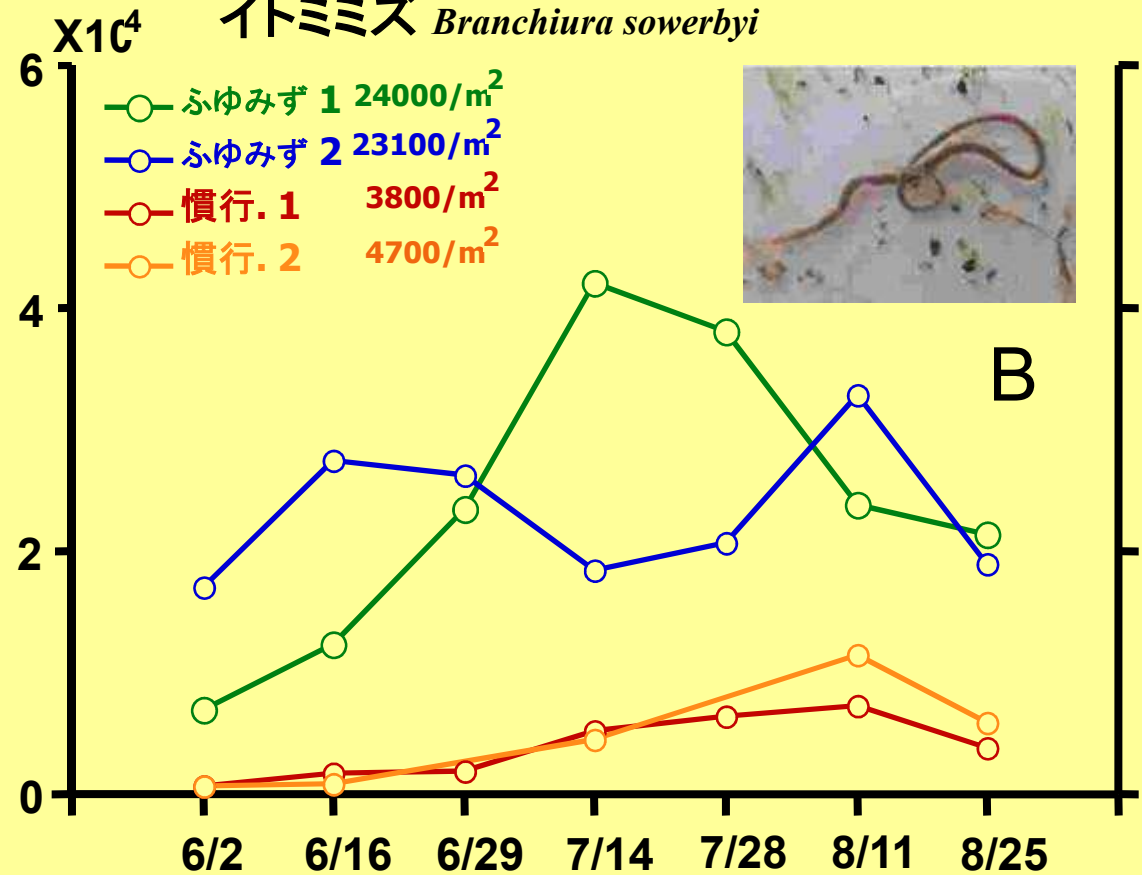 イトミミズ Branchiura sowerbyi
X10⁴
6
ふゆみず 1 24000/m²
ふゆみず 2 23100/m²
慣行. 1 3800/m²
慣行. 2 4700/m²
4
B
2
0
6/2 6/16 6/29 7/14 7/28 8/11 8/25